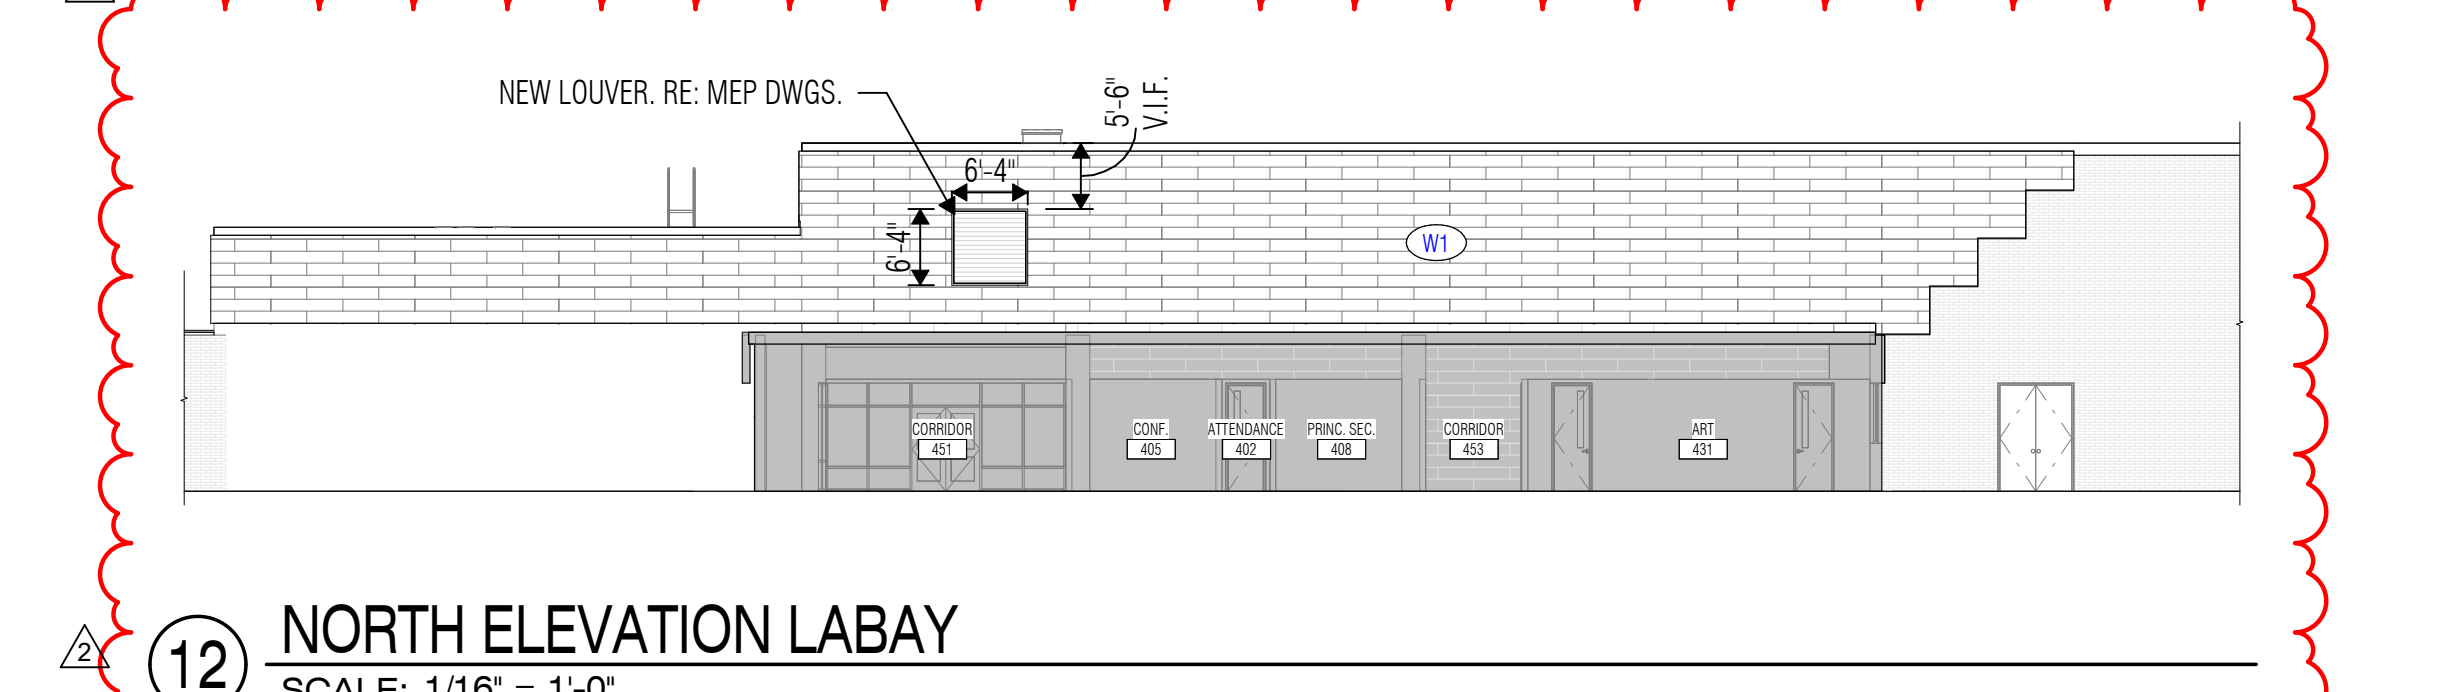 NEW LOUVER. RE: MEP DWGS.
5'-6"
V.I.F.
6'-4"
6'-4"
W1
CORRIDOR
451
CONF.
405
ATTENDANCE
402
PRINC. SEC.
408
CORRIDOR
453
ART
431
2
12
NORTH ELEVATION LABAY
SCALE: 1/16" = 1'-0"